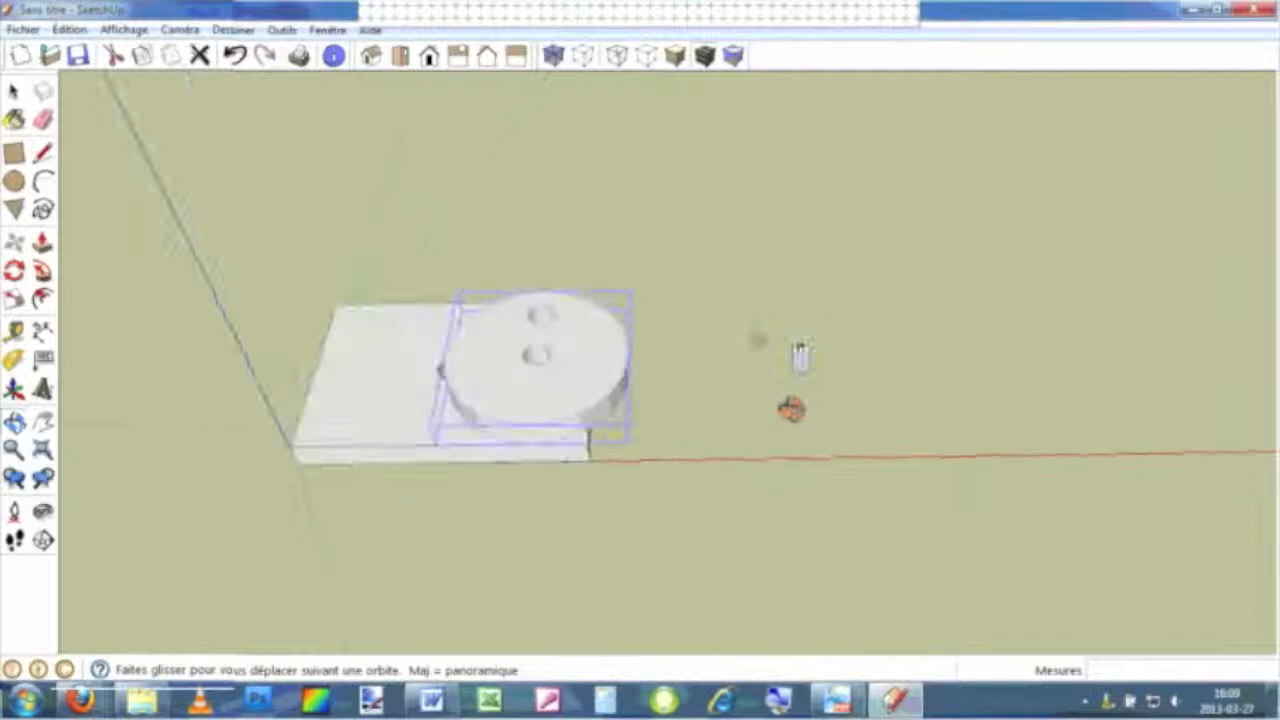 Sans titre - SketchUp
Fichier Edition Affichage Caméra Dessiner Outils Fenêtre Aide
Faites glisser pour vous déplacer suivant une orbite. Maj = panoramique
Mesures
16:09
2013-03-27